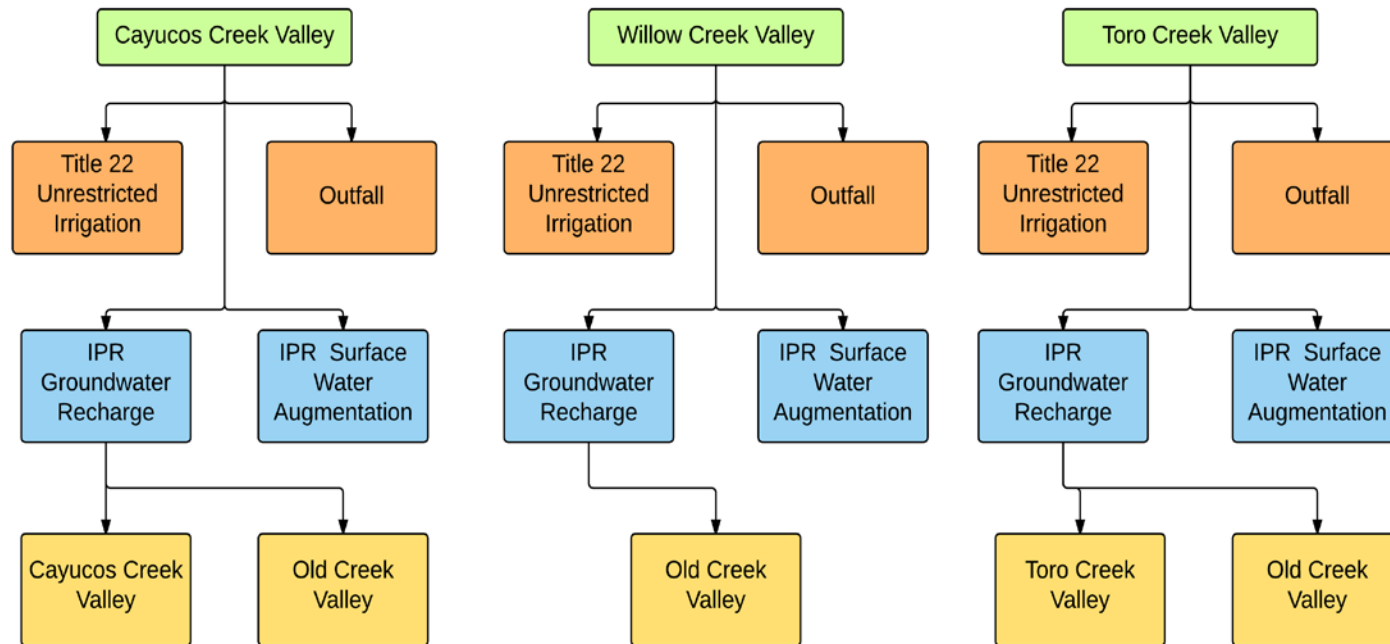 Cayucos Creek Valley
Title 22
Unrestricted
Irrigation
Outfall
IPR
Groundwater
Recharge
IPR Surface
Water
Augmentation
Cayucos Creek
Valley
Old Creek
Valley
Willow Creek Valley
Title 22
Unrestricted
Irrigation
Outfall
IPR
Groundwater
Recharge
IPR Surface
Water
Augmentation
Old Creek
Valley
Toro Creek Valley
Title 22
Unrestricted
Irrigation
Outfall
IPR
Groundwater
Recharge
IPR Surface
Water
Augmentation
Toro Creek
Valley
Old Creek
Valley